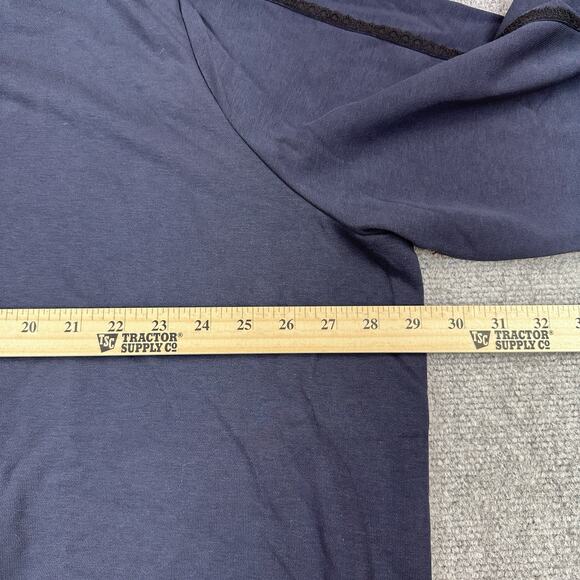 20 21 22 23 24 25 26 27 28 29 30 31 32
TSC TRACTOR®
SUPPLY Cº
TSC TRACTOR®
SUPPLY Cº